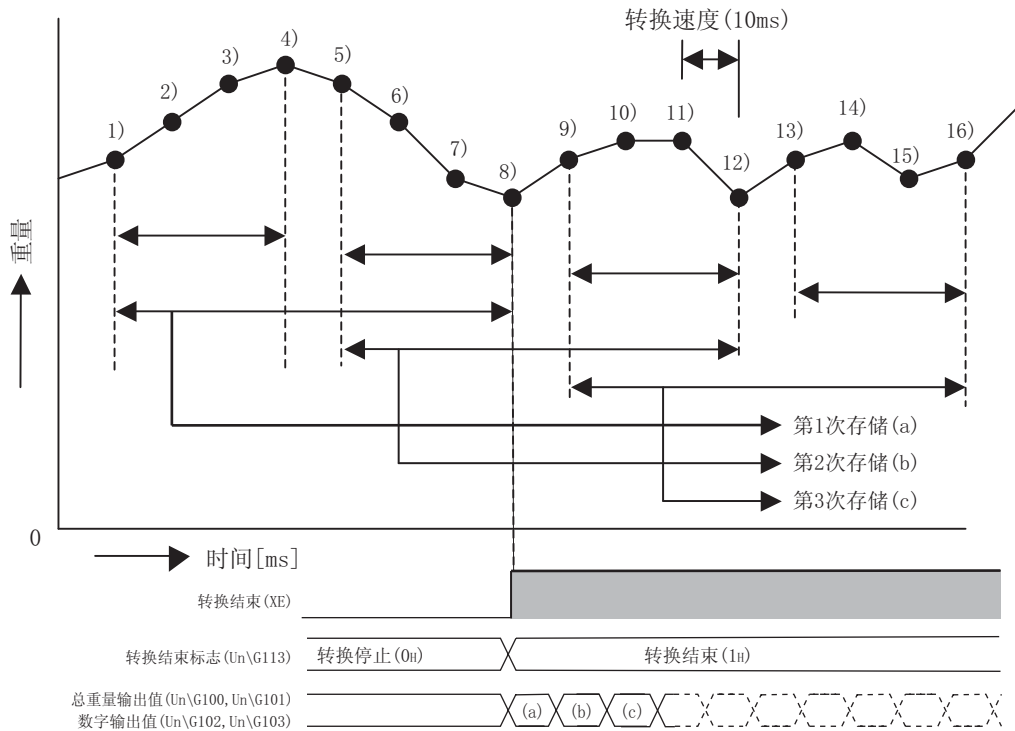 转换速度(10ms)
1)
2)
3)
4)
5)
6)
7)
8)
9)
10)
11)
12)
13)
14)
15)
16)
重量
第1次存储(a)
第2次存储(b)
第3次存储(c)
0
时间[ms]
转换结束(XE)
转换结束标志(Un\G113)
转换停止(0H)
转换结束(1H)
总重量输出值(Un\G100,Un\G101)
数字输出值(Un\G102,Un\G103)
(a)
(b)
(c)